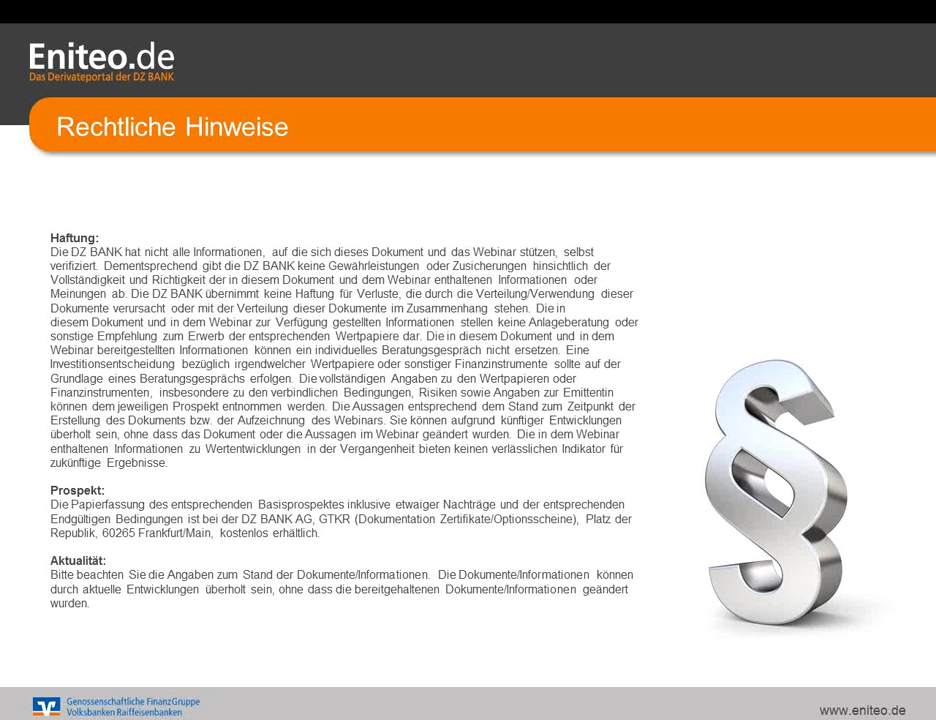 Eniteo.de
Das Derivateportal der DZ BANK
Rechtliche Hinweise
Haftung:
Die DZ BANK hat nicht alle Informationen, auf die sich dieses Dokument und das Webinar stützen, selbst
verifiziert. Dementsprechend gibt die DZ BANK keine Gewährleistungen oder Zusicherungen hinsichtlich der
Vollständigkeit und Richtigkeit der in diesem Dokument und dem Webinar enthaltenen Informationen oder
Meinungen ab. Die DZ BANK übernimmt keine Haftung für Verluste, die durch die Verteilung/Verwendung dieser
Dokumente verursacht oder mit der Verteilung dieser Dokumente im Zusammenhang stehen. Die in
diesem Dokument und in dem Webinar zur Verfügung gestellten Informationen stellen keine Anlageberatung oder
sonstige Empfehlung zum Erwerb der entsprechenden Wertpapiere dar. Die in diesem Dokument und in dem
Webinar bereitgestellten Informationen können ein individuelles Beratungsgespräch nicht ersetzen. Eine
Investitionsentscheidung bezüglich irgendwelcher Wertpapiere oder sonstiger Finanzinstrumente sollte auf der
Grundlage eines Beratungsgesprächs erfolgen. Die vollständigen Angaben zu den Wertpapieren oder
Finanzinstrumenten, insbesondere zu den verbindlichen Bedingungen, Risiken sowie Angaben zur Emittentin
können dem jeweiligen Prospekt entnommen werden. Die Aussagen entsprechend dem Stand zum Zeitpunkt der
Erstellung des Dokuments bzw. der Aufzeichnung des Webinars. Sie können aufgrund künftiger Entwicklungen
überholt sein, ohne dass das Dokument oder die Aussagen im Webinar geändert wurden. Die in dem Webinar
enthaltenen Informationen zu Wertentwicklungen in der Vergangenheit bieten keinen verlässlichen Indikator für
zukünftige Ergebnisse.
Prospekt:
Die Papierfassung des entsprechenden Basisprospektes inklusive etwaiger Nachträge und der entsprechenden
Endgültigen Bedingungen ist bei der DZ BANK AG, GTKR (Dokumentation Zertifikate/Optionsscheine), Platz der
Republik, 60265 Frankfurt/Main, kostenlos erhältlich.
Aktualität:
Bitte beachten Sie die Angaben zum Stand der Dokumente/Informationen. Die Dokumente/Informationen können
durch aktuelle Entwicklungen überholt sein, ohne dass die bereitgehaltenen Dokumente/Informationen geändert
wurden.
§
Genossenschaftliche FinanzGruppe
Volksbanken Raiffeisenbanken
www.eniteo.de